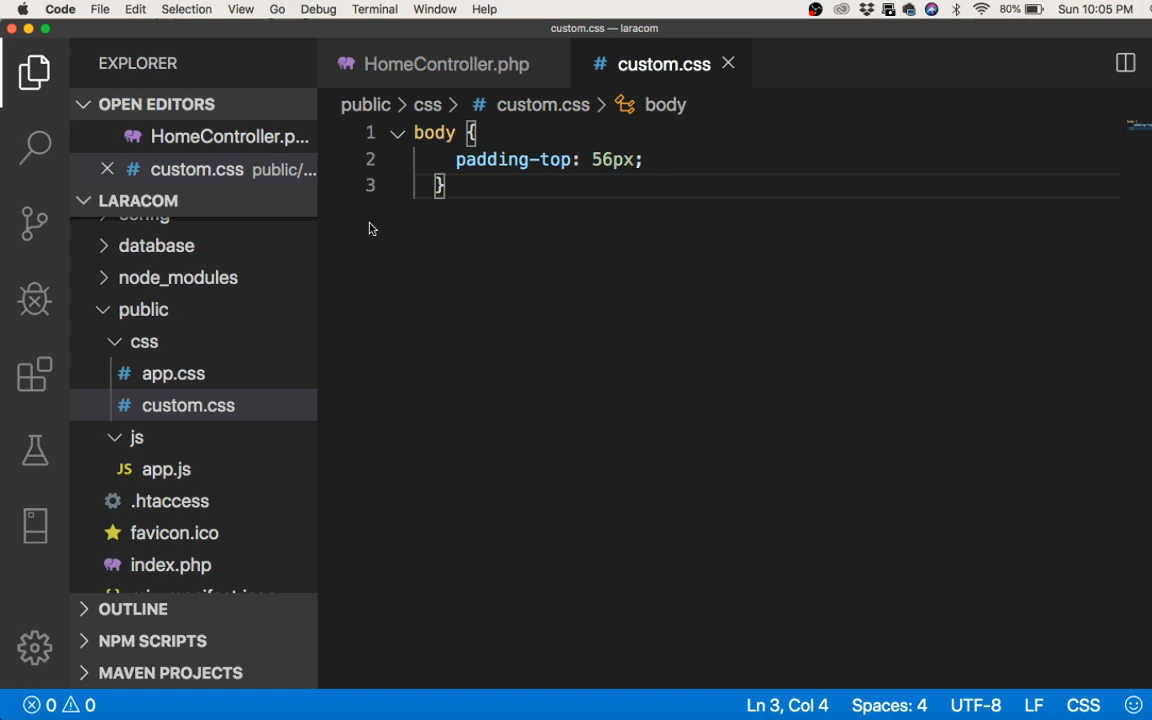 Code File Edit Selection View Go Debug Terminal Window Help 80% Sun 10:05 PM
custom.css — laracom
EXPLORER
OPEN EDITORS
HomeController.p...
custom.css public/...
LARACOM
config
database
node_modules
public
css
app.css
custom.css
js
app.js
.htaccess
favicon.ico
index.php
OUTLINE
NPM SCRIPTS
MAVEN PROJECTS
HomeController.php # custom.css
public > css > # custom.css > body
1 body {
2 padding-top: 56px;
3 }
0 0 Ln 3, Col 4 Spaces: 4 UTF-8 LF CSS